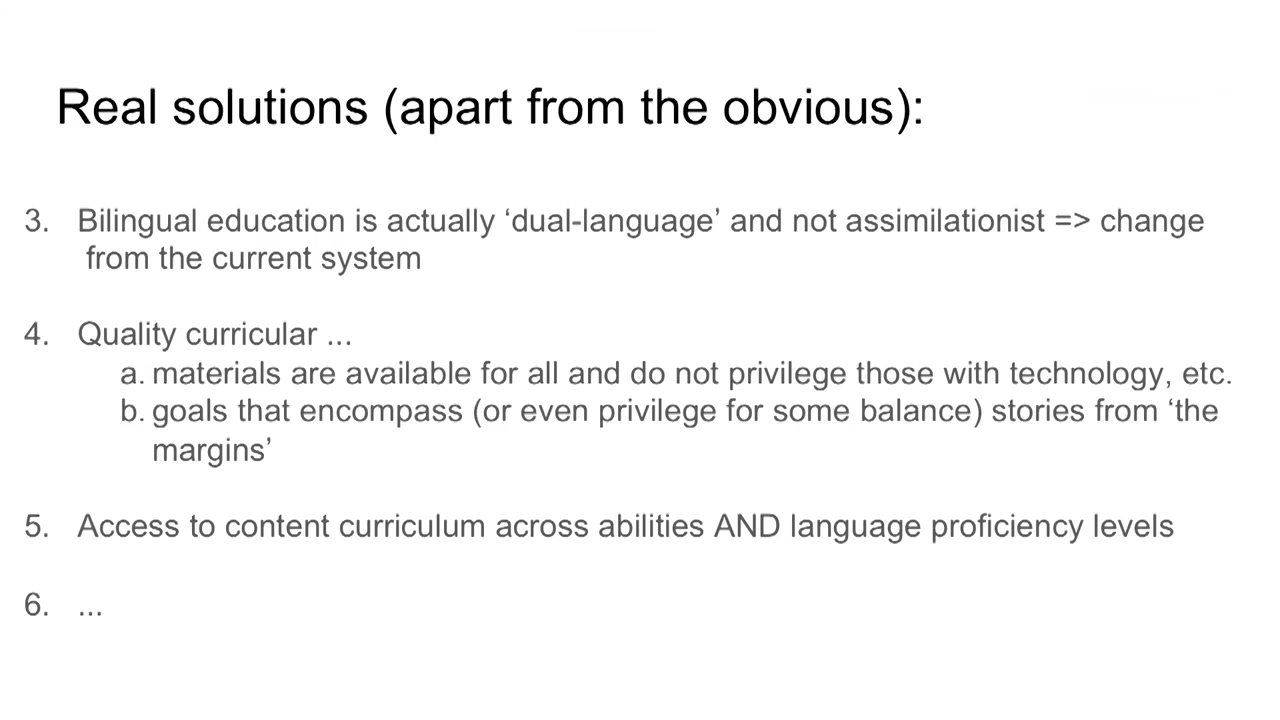 Real solutions (apart from the obvious):
3. Bilingual education is actually ‘dual-language’ and not assimilationist => change
from the current system
4. Quality curricular ...
a. materials are available for all and do not privilege those with technology, etc.
b. goals that encompass (or even privilege for some balance) stories from ‘the
margins’
5. Access to content curriculum across abilities AND language proficiency levels
6. ...